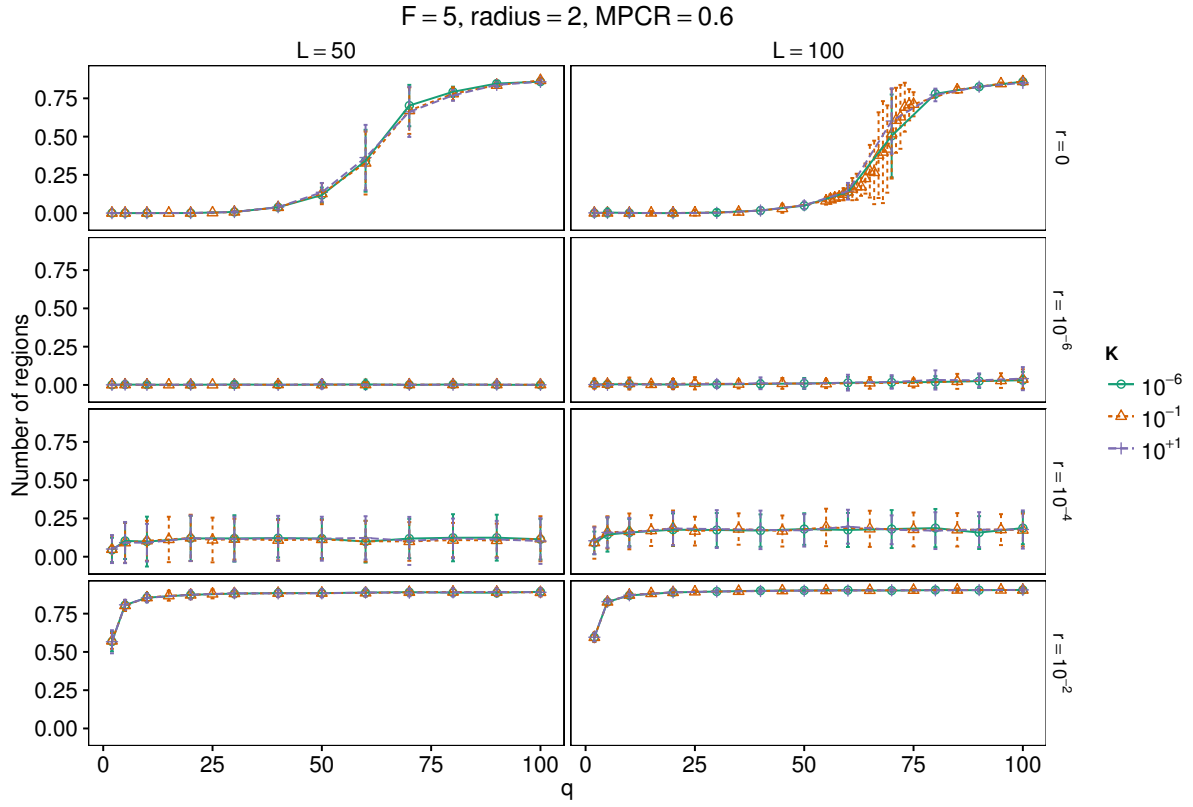 F = 5, radius = 2, MPCR = 0.6
L = 50
L = 100
0.75
0.50
0.25
0.00
r = 0
0.75
0.50
0.25
0.00
r = 10⁻⁶
0.75
0.50
0.25
0.00
r = 10⁻⁴
0.75
0.50
0.25
0.00
r = 10⁻²
Number of regions
0 25 50 75 100
0 25 50 75 100
q
K
10⁻⁶
10⁻¹
10⁺¹